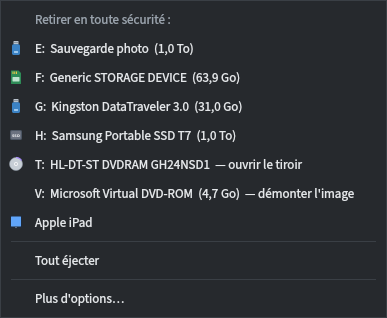 Retirer en toute sécurité :
E: Sauvegarde photo (1,0 To)
F: Generic STORAGE DEVICE (63,9 Go)
G: Kingston DataTraveler 3.0 (31,0 Go)
H: Samsung Portable SSD T7 (1,0 To)
T: HL-DT-ST DVDRAM GH24NSD1 — ouvrir le tiroir
V: Microsoft Virtual DVD-ROM (4,7 Go) — démonter l'image
Apple iPad
Tout éjecter
Plus d'options…